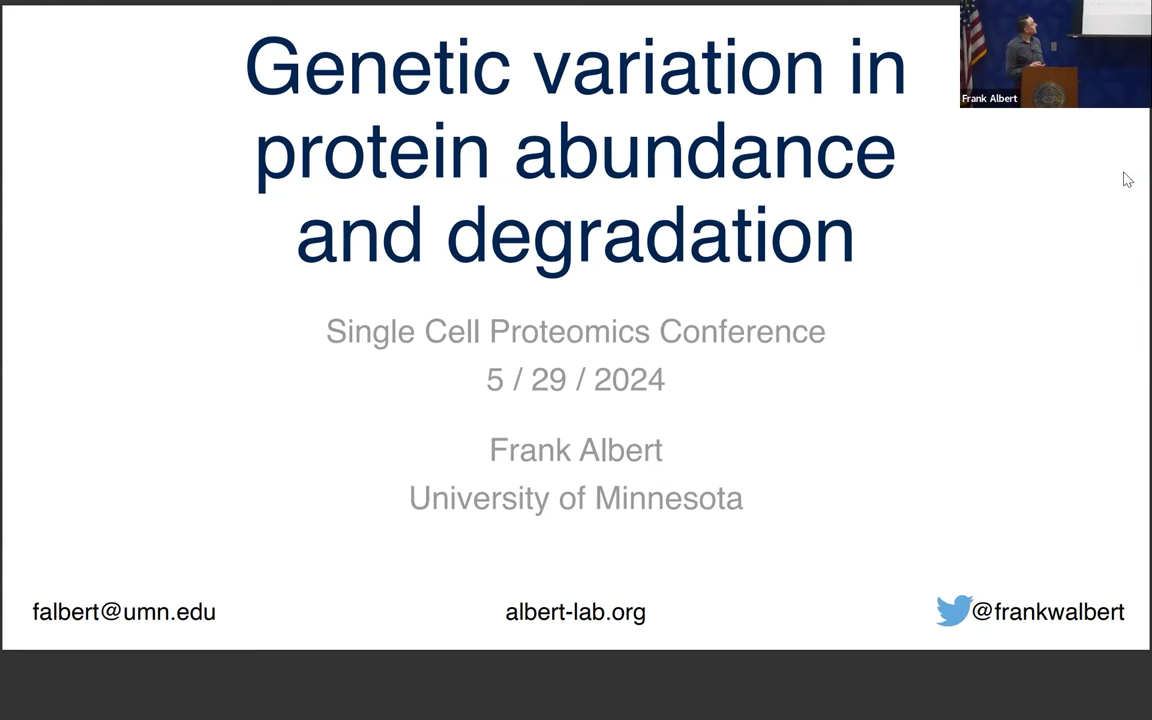 Genetic variation in
protein abundance
and degradation
Frank Albert
Single Cell Proteomics Conference
5 / 29 / 2024
Frank Albert
University of Minnesota
falbert@umn.edu
albert-lab.org
@frankwalbert